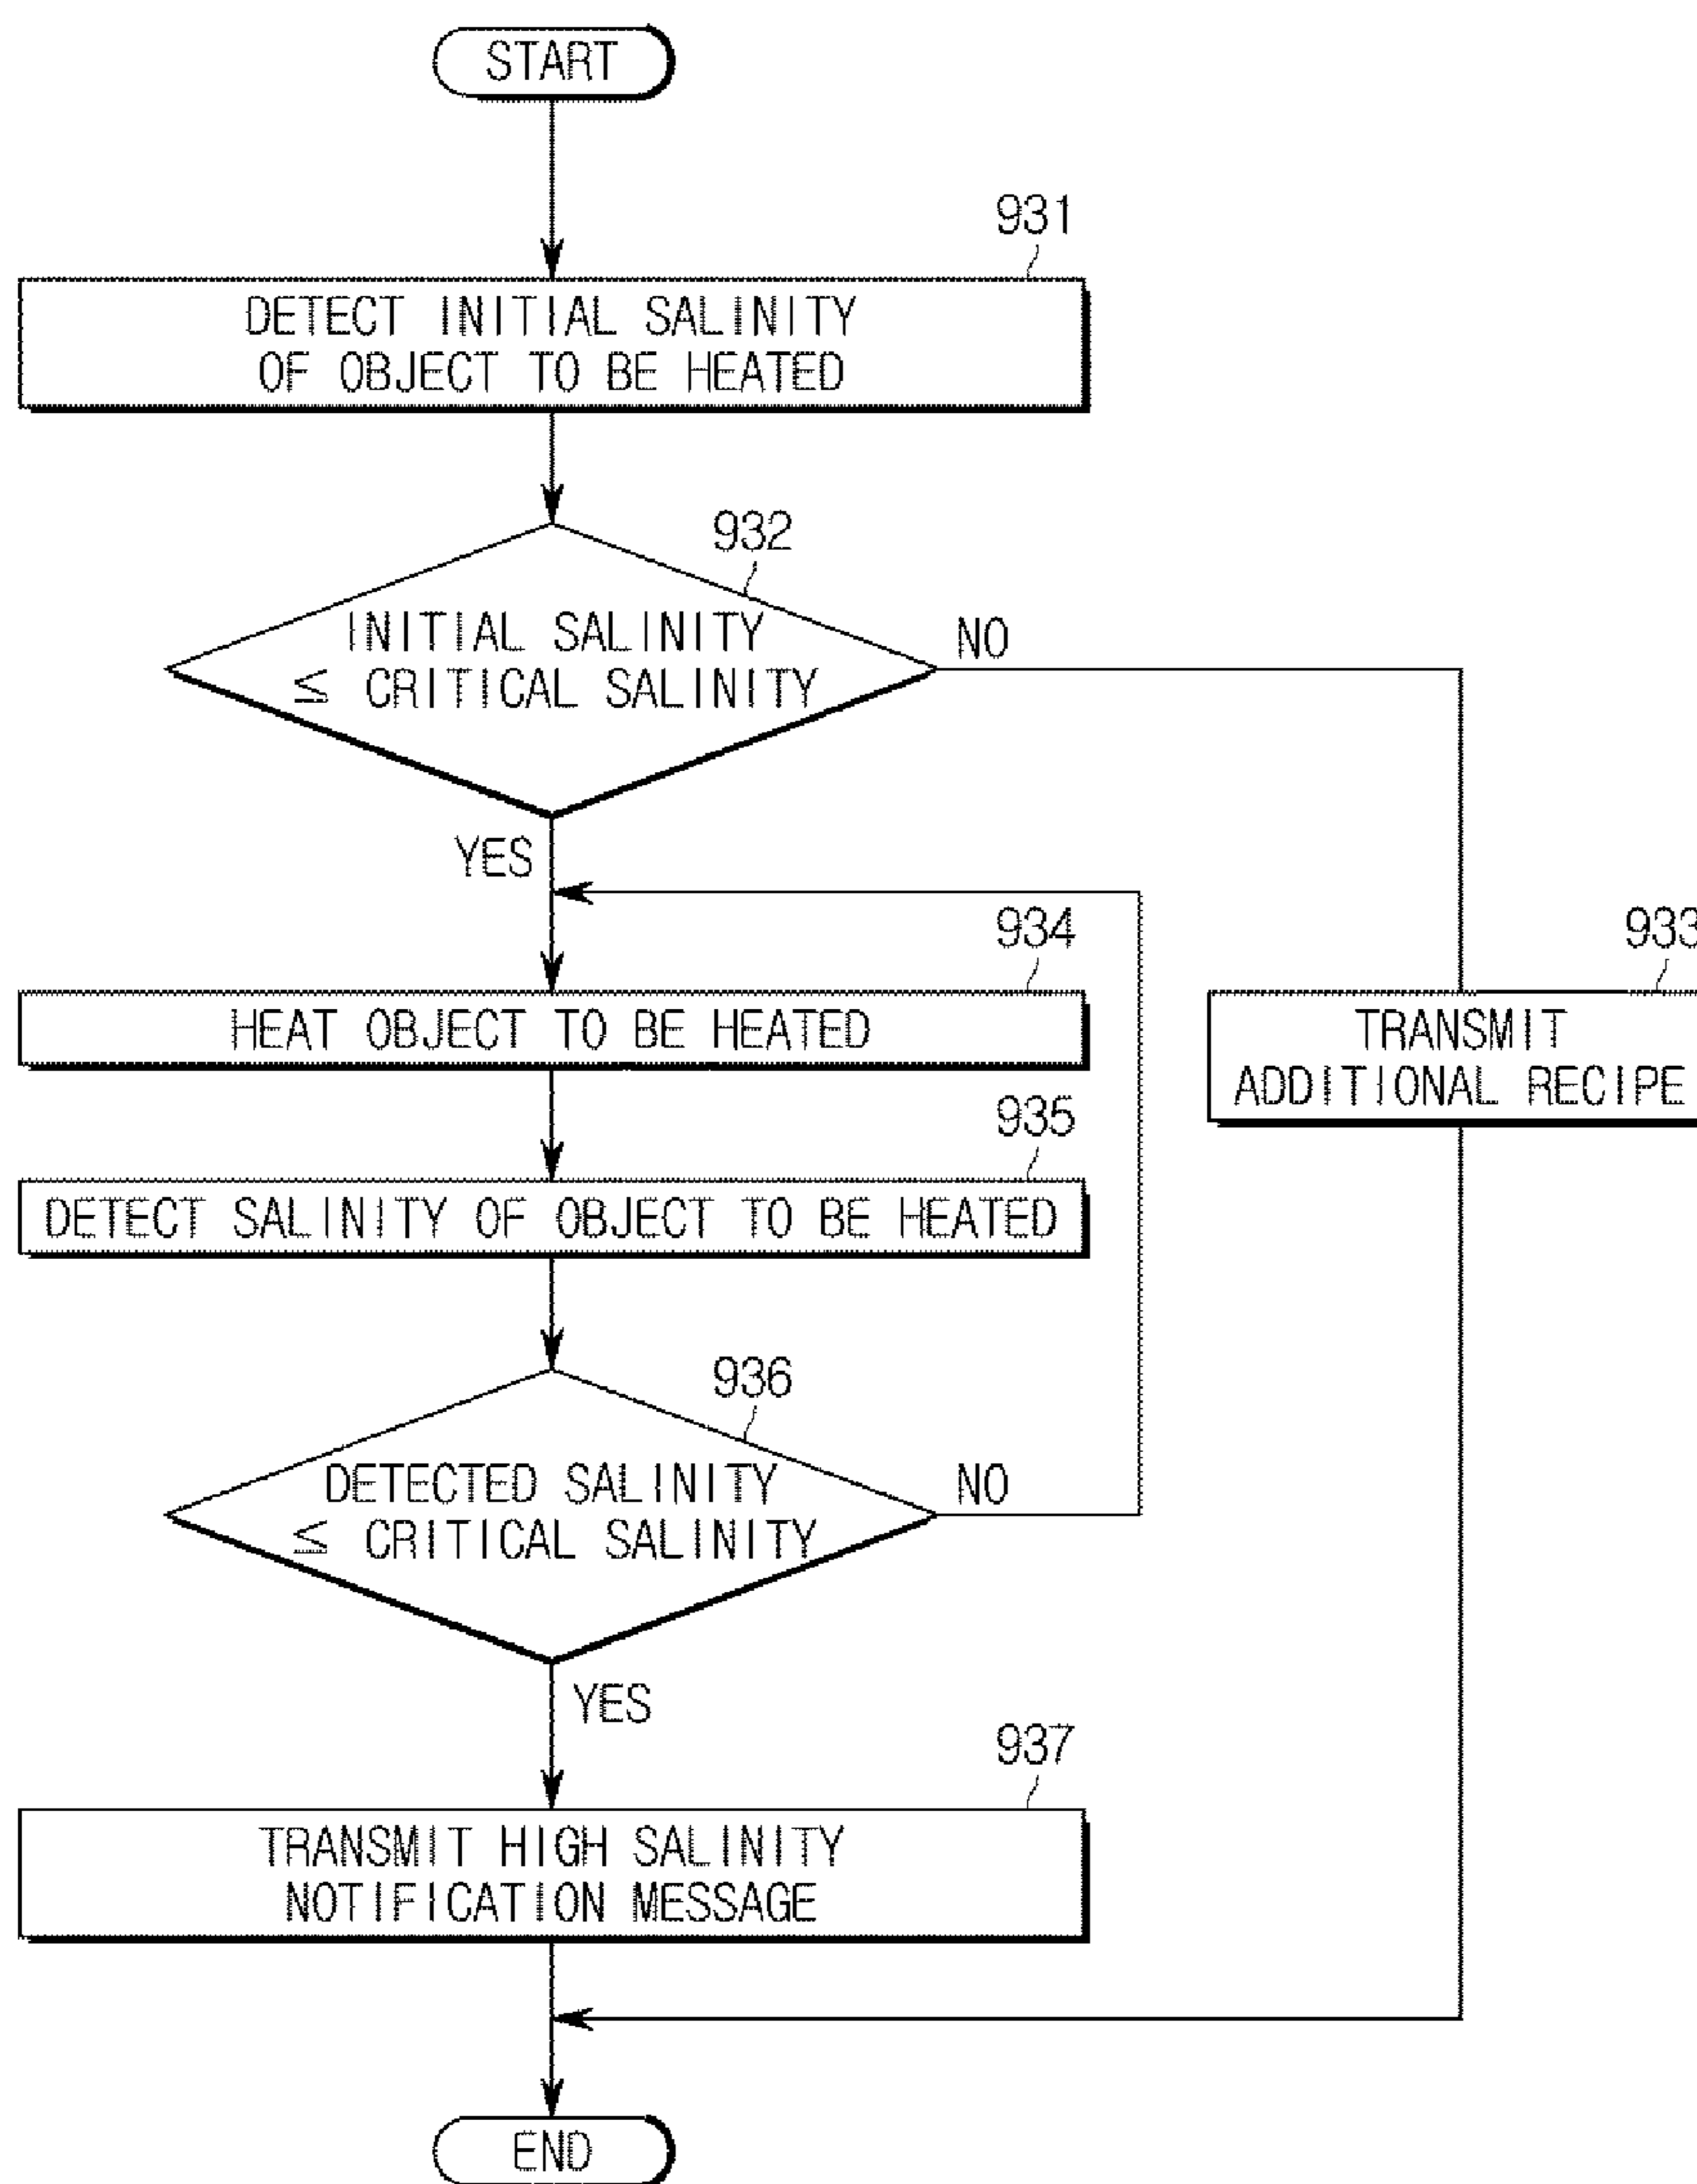 START
931
DETECT INITIAL SALINITY
OF OBJECT TO BE HEATED
932
INITIAL SALINITY
≦ CRITICAL SALINITY
NO
YES
934
HEAT OBJECT TO BE HEATED
933
TRANSMIT
ADDITIONAL RECIPE
935
DETECT SALINITY OF OBJECT TO BE HEATED
936
DETECTED SALINITY
≦ CRITICAL SALINITY
NO
YES
937
TRANSMIT HIGH SALINITY
NOTIFICATION MESSAGE
END